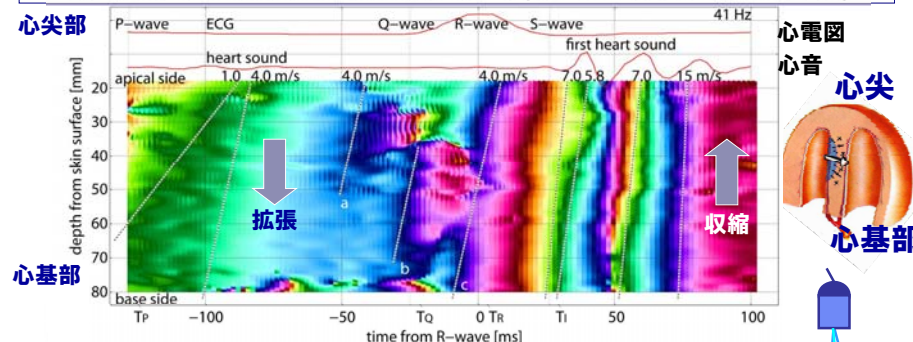 心尖部
P−wave
ECG
Q−wave
R−wave
S−wave
41 Hz
心電図
heart sound
first heart sound
心音
apical side
1.0
4.0 m/s
4.0 m/s
4.0 m/s
7.0
5.8
7.0
15 m/s
心尖
depth from skin surface [mm]
20
30
40
50
60
70
80
拡張
収縮
a
b
c
心基部
心基部
base side
TP
−100
−50
TQ
0
TR
TI
50
100
time from R−wave [ms]